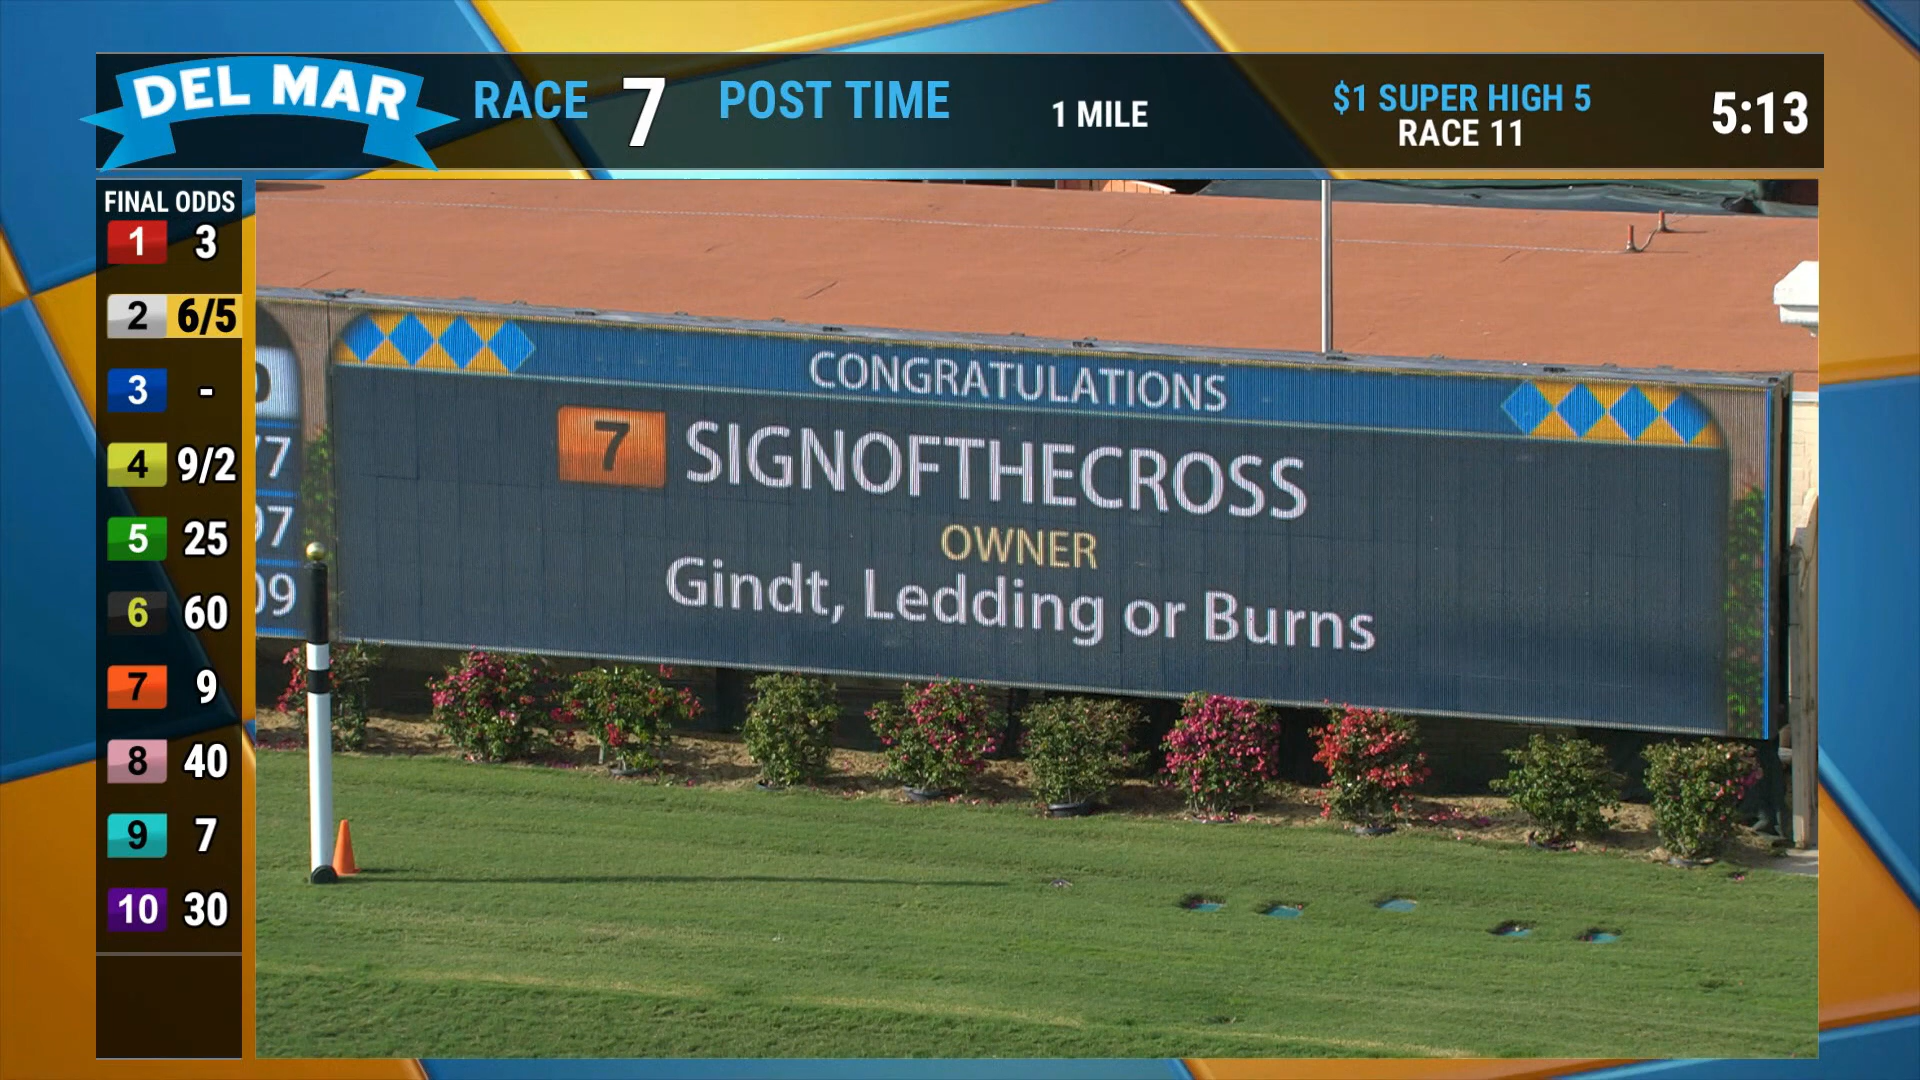 DEL MAR
RACE 7 POST TIME
1 MILE
$1 SUPER HIGH 5
RACE 11
5:13
FINAL ODDS
1 3
2 6/5
3 -
4 9/2
5 25
6 60
7 9
8 40
9 7
10 30
CONGRATULATIONS
7 SIGNOFTHECROSS
OWNER
Gindt, Ledding or Burns